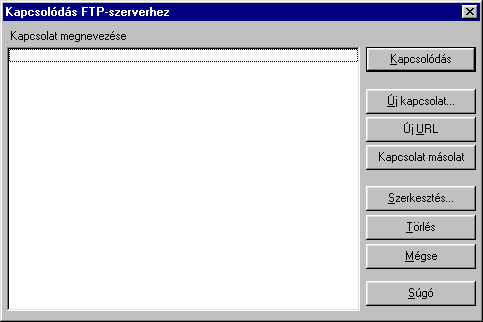 Kapcsolódás FTP-szerverhez
Kapcsolat megnevezése
Kapcsolódás
Új kapcsolat...
Új URL
Kapcsolat másolat
Szerkesztés...
Törlés
Mégse
Súgó